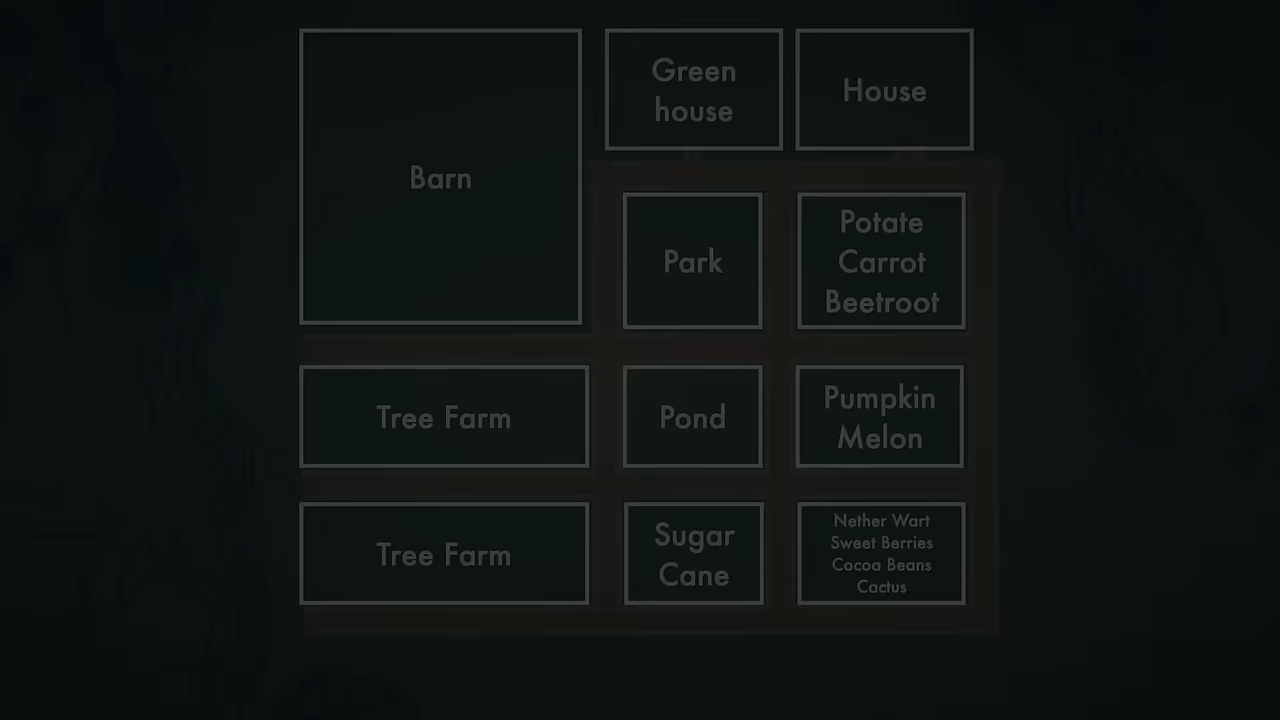 Barn
Green
house
House
Park
Potate
Carrot
Beetroot
Tree Farm
Pond
Pumpkin
Melon
Tree Farm
Sugar
Cane
Nether Wart
Sweet Berries
Cocoa Beans
Cactus